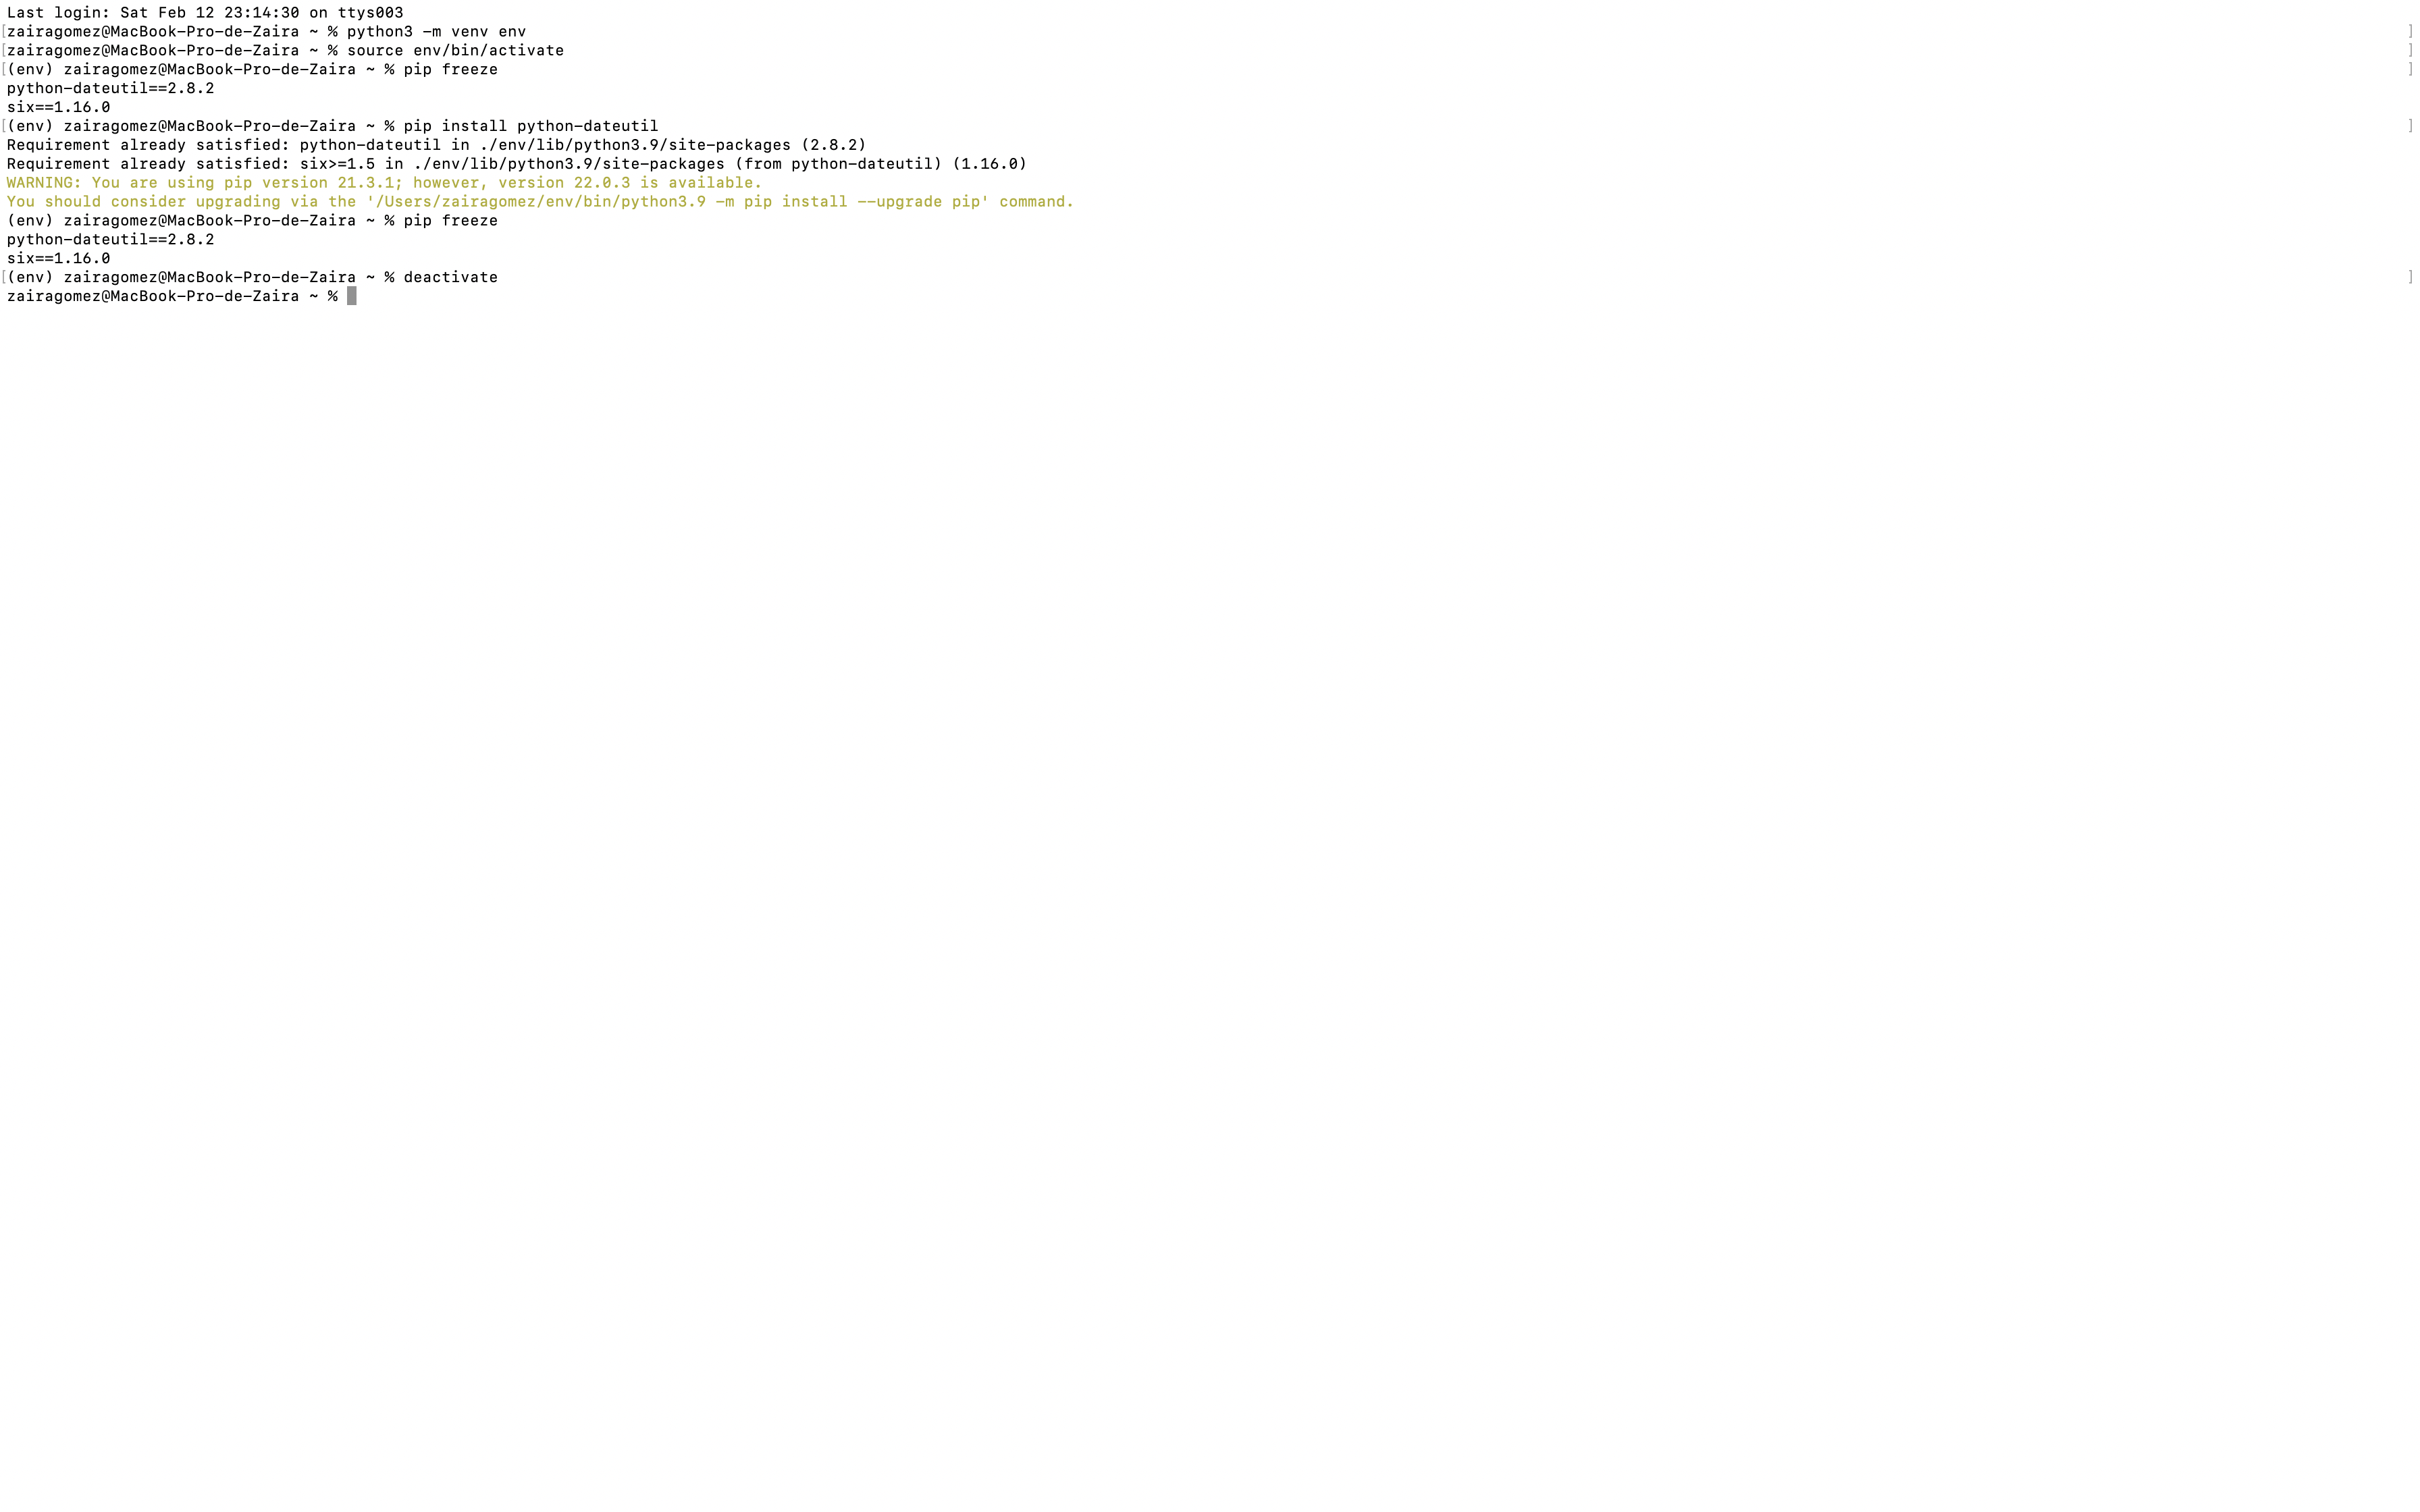 Last login: Sat Feb 12 23:14:30 on ttys003
[zairagomez@MacBook-Pro-de-Zaira ~ % python3 -m venv env ]
[zairagomez@MacBook-Pro-de-Zaira ~ % source env/bin/activate ]
[(env) zairagomez@MacBook-Pro-de-Zaira ~ % pip freeze ]
python-dateutil==2.8.2
six==1.16.0
[(env) zairagomez@MacBook-Pro-de-Zaira ~ % pip install python-dateutil ]
Requirement already satisfied: python-dateutil in ./env/lib/python3.9/site-packages (2.8.2)
Requirement already satisfied: six>=1.5 in ./env/lib/python3.9/site-packages (from python-dateutil) (1.16.0)
WARNING: You are using pip version 21.3.1; however, version 22.0.3 is available.
You should consider upgrading via the '/Users/zairagomez/env/bin/python3.9 -m pip install --upgrade pip' command.
(env) zairagomez@MacBook-Pro-de-Zaira ~ % pip freeze
python-dateutil==2.8.2
six==1.16.0
[(env) zairagomez@MacBook-Pro-de-Zaira ~ % deactivate ]
zairagomez@MacBook-Pro-de-Zaira ~ %